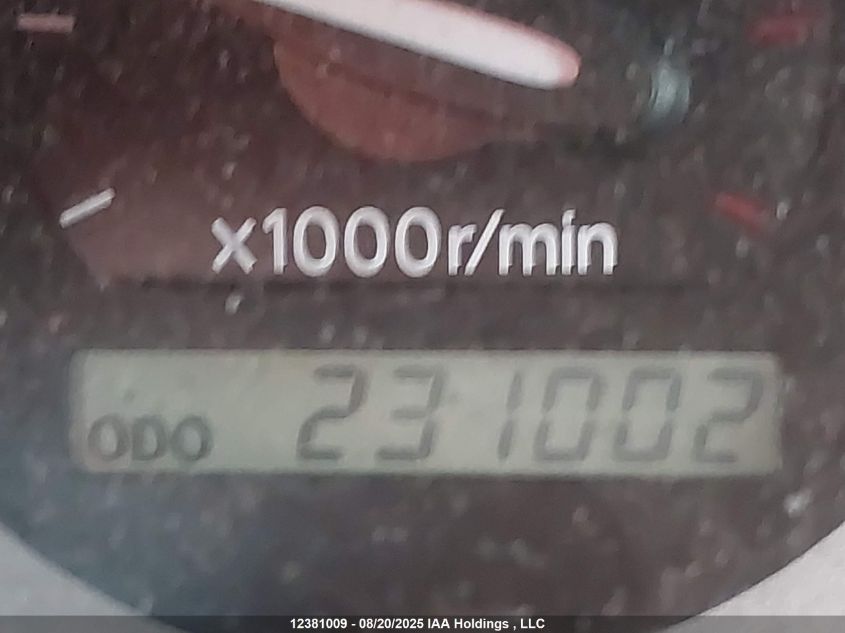 x1000r/min
ODO 231002
12381009 - 08/20/2025 IAA Holdings , LLC